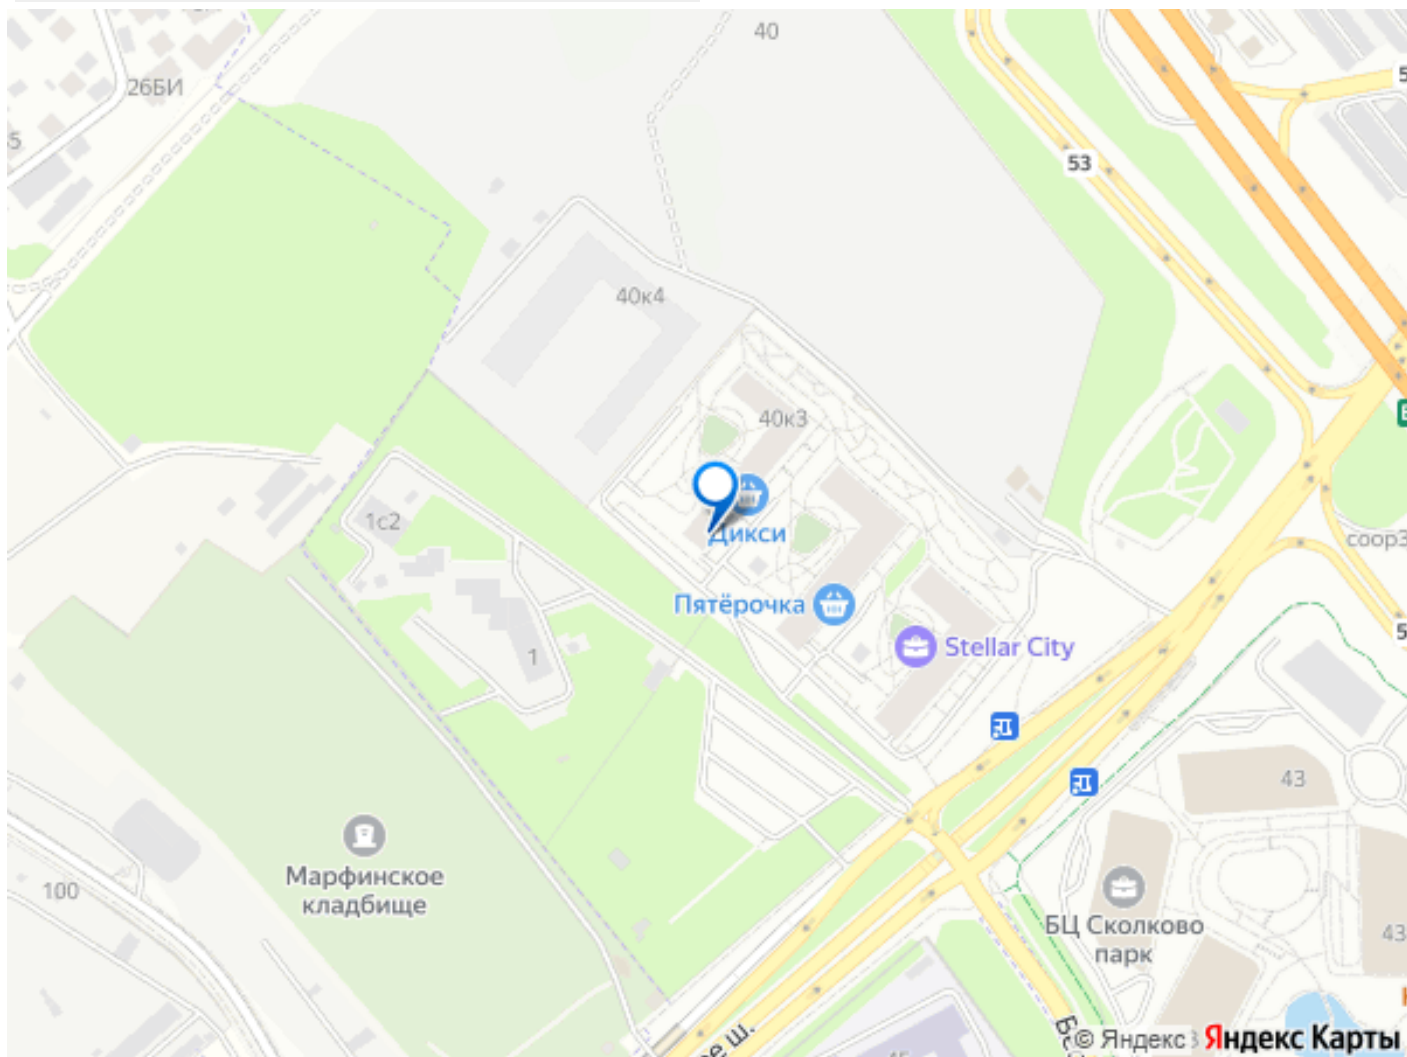 40
26БИ
53
40к4
40к3
1с2
Дикси
соор3
Пятёрочка
1
Stellar City
43
100
Марфинское
кладбище
БЦ Сколково
парк
43
е ш.
© Яндекс
Яндекс Карты